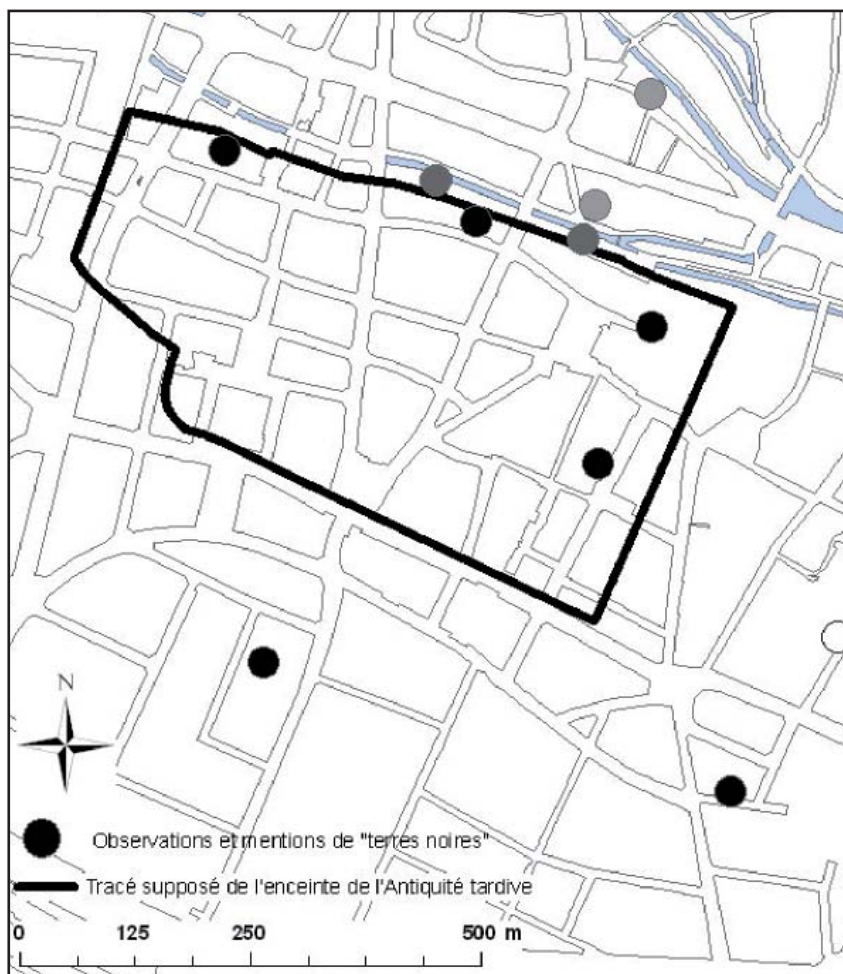 N
Observations et mentions de "terres noires"
Tracé supposé de l'enceinte de l'Antiquité tardive
0 125 250 500 m